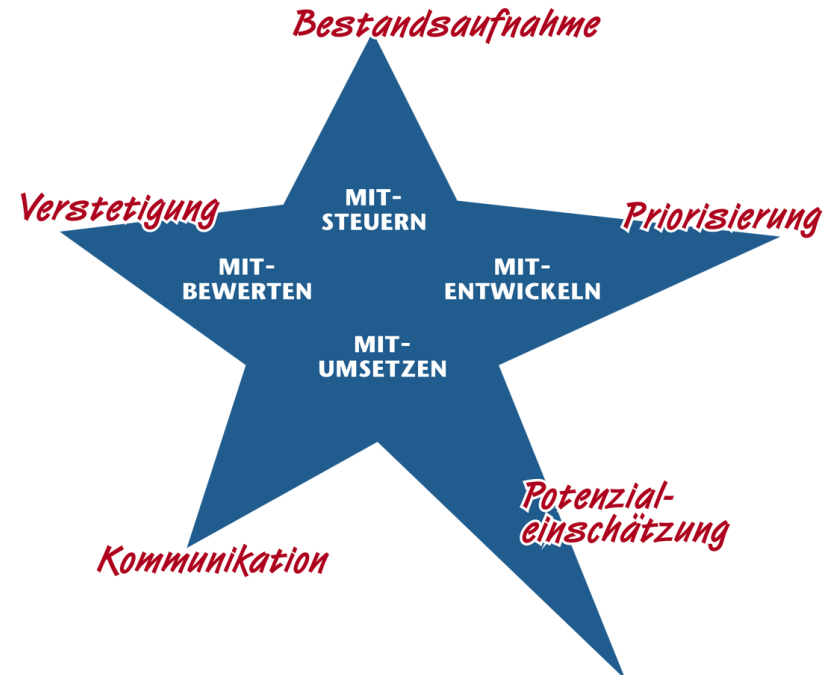 Bestandsaufnahme
Verstetigung
Priorisierung
MIT-
STEUERN
MIT-
BEWERTEN
MIT-
ENTWICKELN
MIT-
UMSETZEN
Potenzial-
einschätzung
Kommunikation